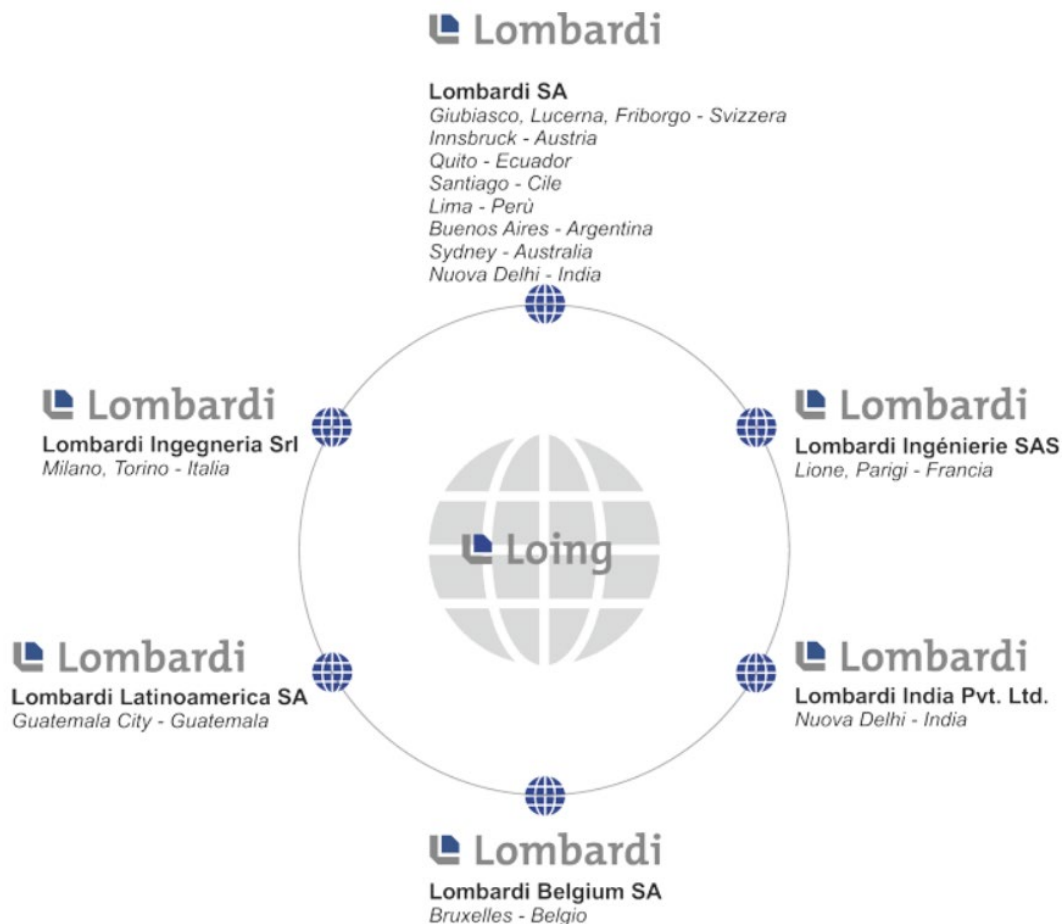 Lombardi
Lombardi SA
Giubiasco, Lucerna, Friborgo - Svizzera
Innsbruck - Austria
Quito - Ecuador
Santiago - Cile
Lima - Perù
Buenos Aires - Argentina
Sydney - Australia
Nuova Delhi - India
Lombardi
Lombardi Ingegneria Srl
Milano, Torino - Italia
Lombardi
Lombardi Ingénierie SAS
Lione, Parigi - Francia
Loing
Lombardi
Lombardi Latinoamerica SA
Guatemala City - Guatemala
Lombardi
Lombardi India Pvt. Ltd.
Nuova Delhi - India
Lombardi
Lombardi Belgium SA
Bruxelles - Belgio